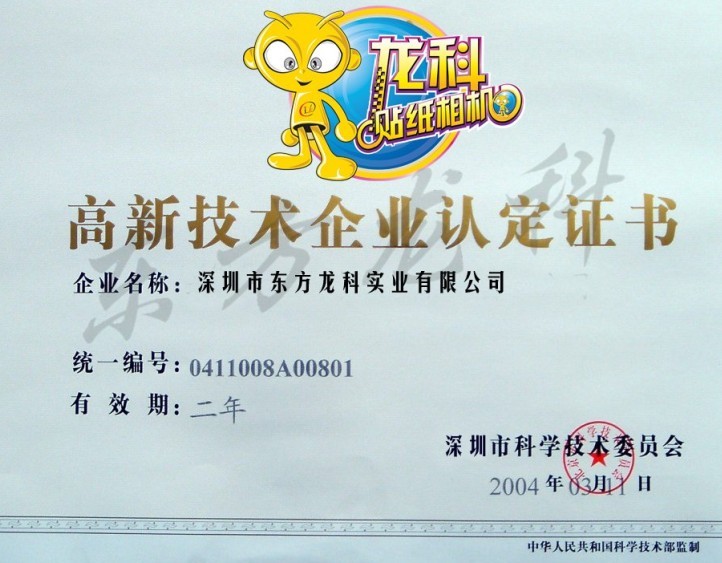 龙科
贴纸相机
东方龙科
高新技术企业认定证书
企业名称：深圳市东方龙科实业有限公司
统一编号：0411008A00801
有效期：二年
深圳市科学技术委员会
2004年03月11日
中华人民共和国科学技术部监制